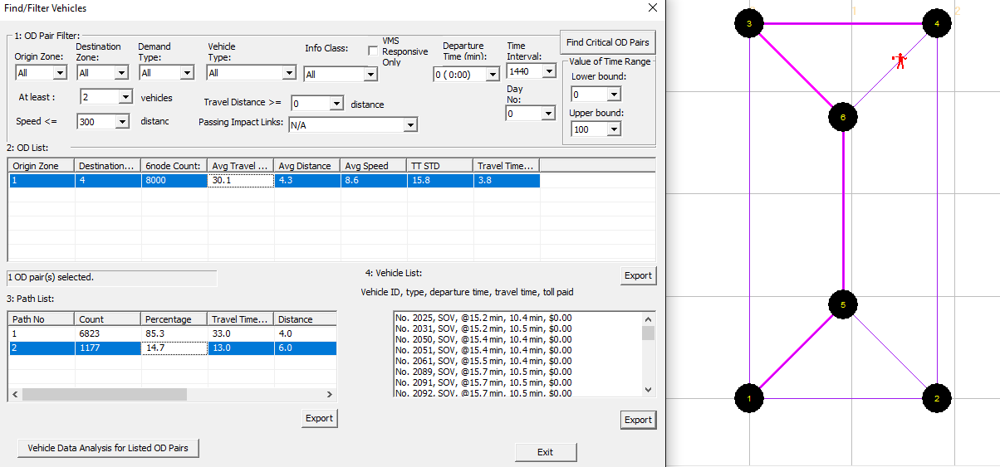 Find/Filter Vehicles
1: OD Pair Filter:
Origin Zone:
Destination Zone:
Demand Type:
Vehicle Type:
Info Class:
VMS Responsive Only
Departure Time (min):
Time Interval:
Find Critical OD Pairs
All
All
All
All
All
0 ( 0:00)
1440
Value of Time Range
Lower bound:
0
Upper bound:
100
At least :
2
vehicles
Travel Distance >=
0
distance
Day No:
0
Speed <=
300
distanc
Passing Impact Links:
N/A
2: OD List:
Origin Zone Destination... 6node Count: Avg Travel ... Avg Distance Avg Speed TT STD Travel Time...
1 4 8000 30.1 4.3 8.6 15.8 3.8
1 OD pair(s) selected.
4: Vehicle List:
Export
3: Path List:
Vehicle ID, type, departure time, travel time, toll paid
Path No Count Percentage Travel Time... Distance
1 6823 85.3 33.0 4.0
2 1177 14.7 13.0 6.0
No. 2025, SOV, @15.2 min, 10.4 min, $0.00
No. 2031, SOV, @15.2 min, 10.5 min, $0.00
No. 2050, SOV, @15.4 min, 10.4 min, $0.00
No. 2051, SOV, @15.4 min, 10.4 min, $0.00
No. 2061, SOV, @15.5 min, 10.4 min, $0.00
No. 2089, SOV, @15.7 min, 10.5 min, $0.00
No. 2091, SOV, @15.7 min, 10.5 min, $0.00
No. 2092, SOV, @15.7 min, 10.5 min, $0.00
Export
Export
Vehicle Data Analysis for Listed OD Pairs
Exit
1
2
3
4
6
5
1
2